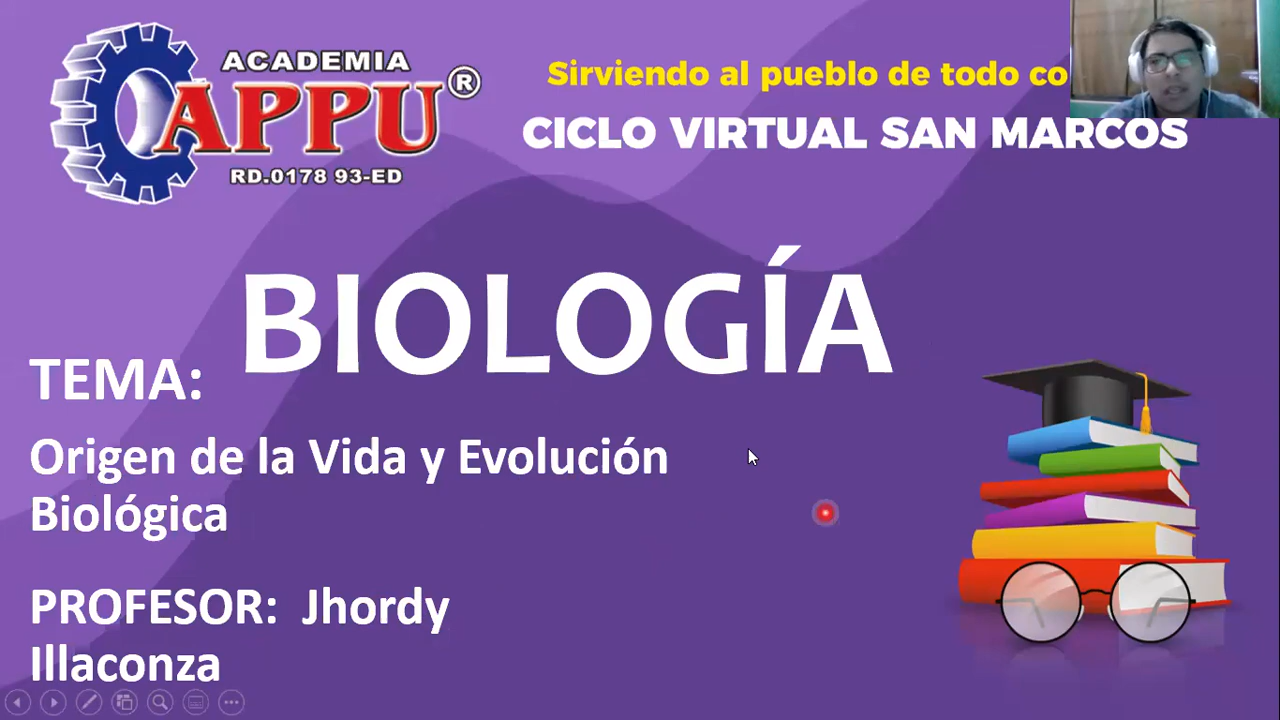 ACADEMIA
APPU®
RD.0178 93-ED
Sirviendo al pueblo de todo co
CICLO VIRTUAL SAN MARCOS
BIOLOGÍA
TEMA:
Origen de la Vida y Evolución
Biológica
PROFESOR: Jhordy
Illaconza